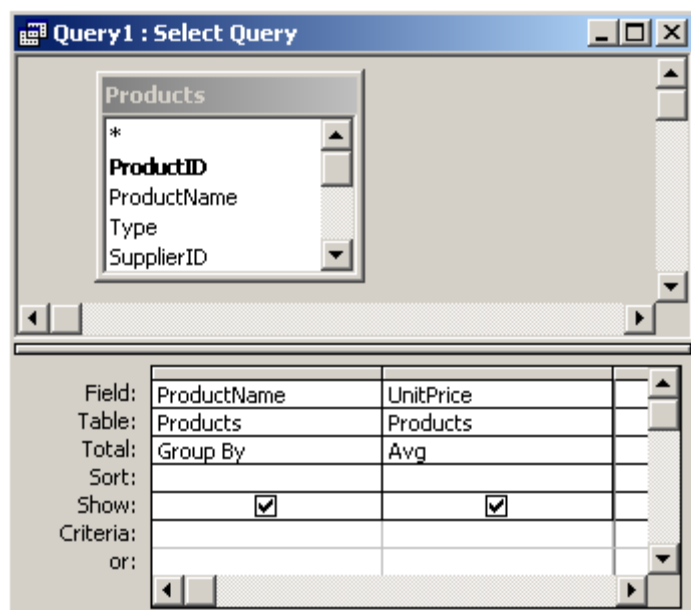 Query1 : Select Query
Products
*
ProductID
ProductName
Type
SupplierID
Field: ProductName UnitPrice
Table: Products Products
Total: Group By Avg
Sort:
Show:
Criteria:
or: